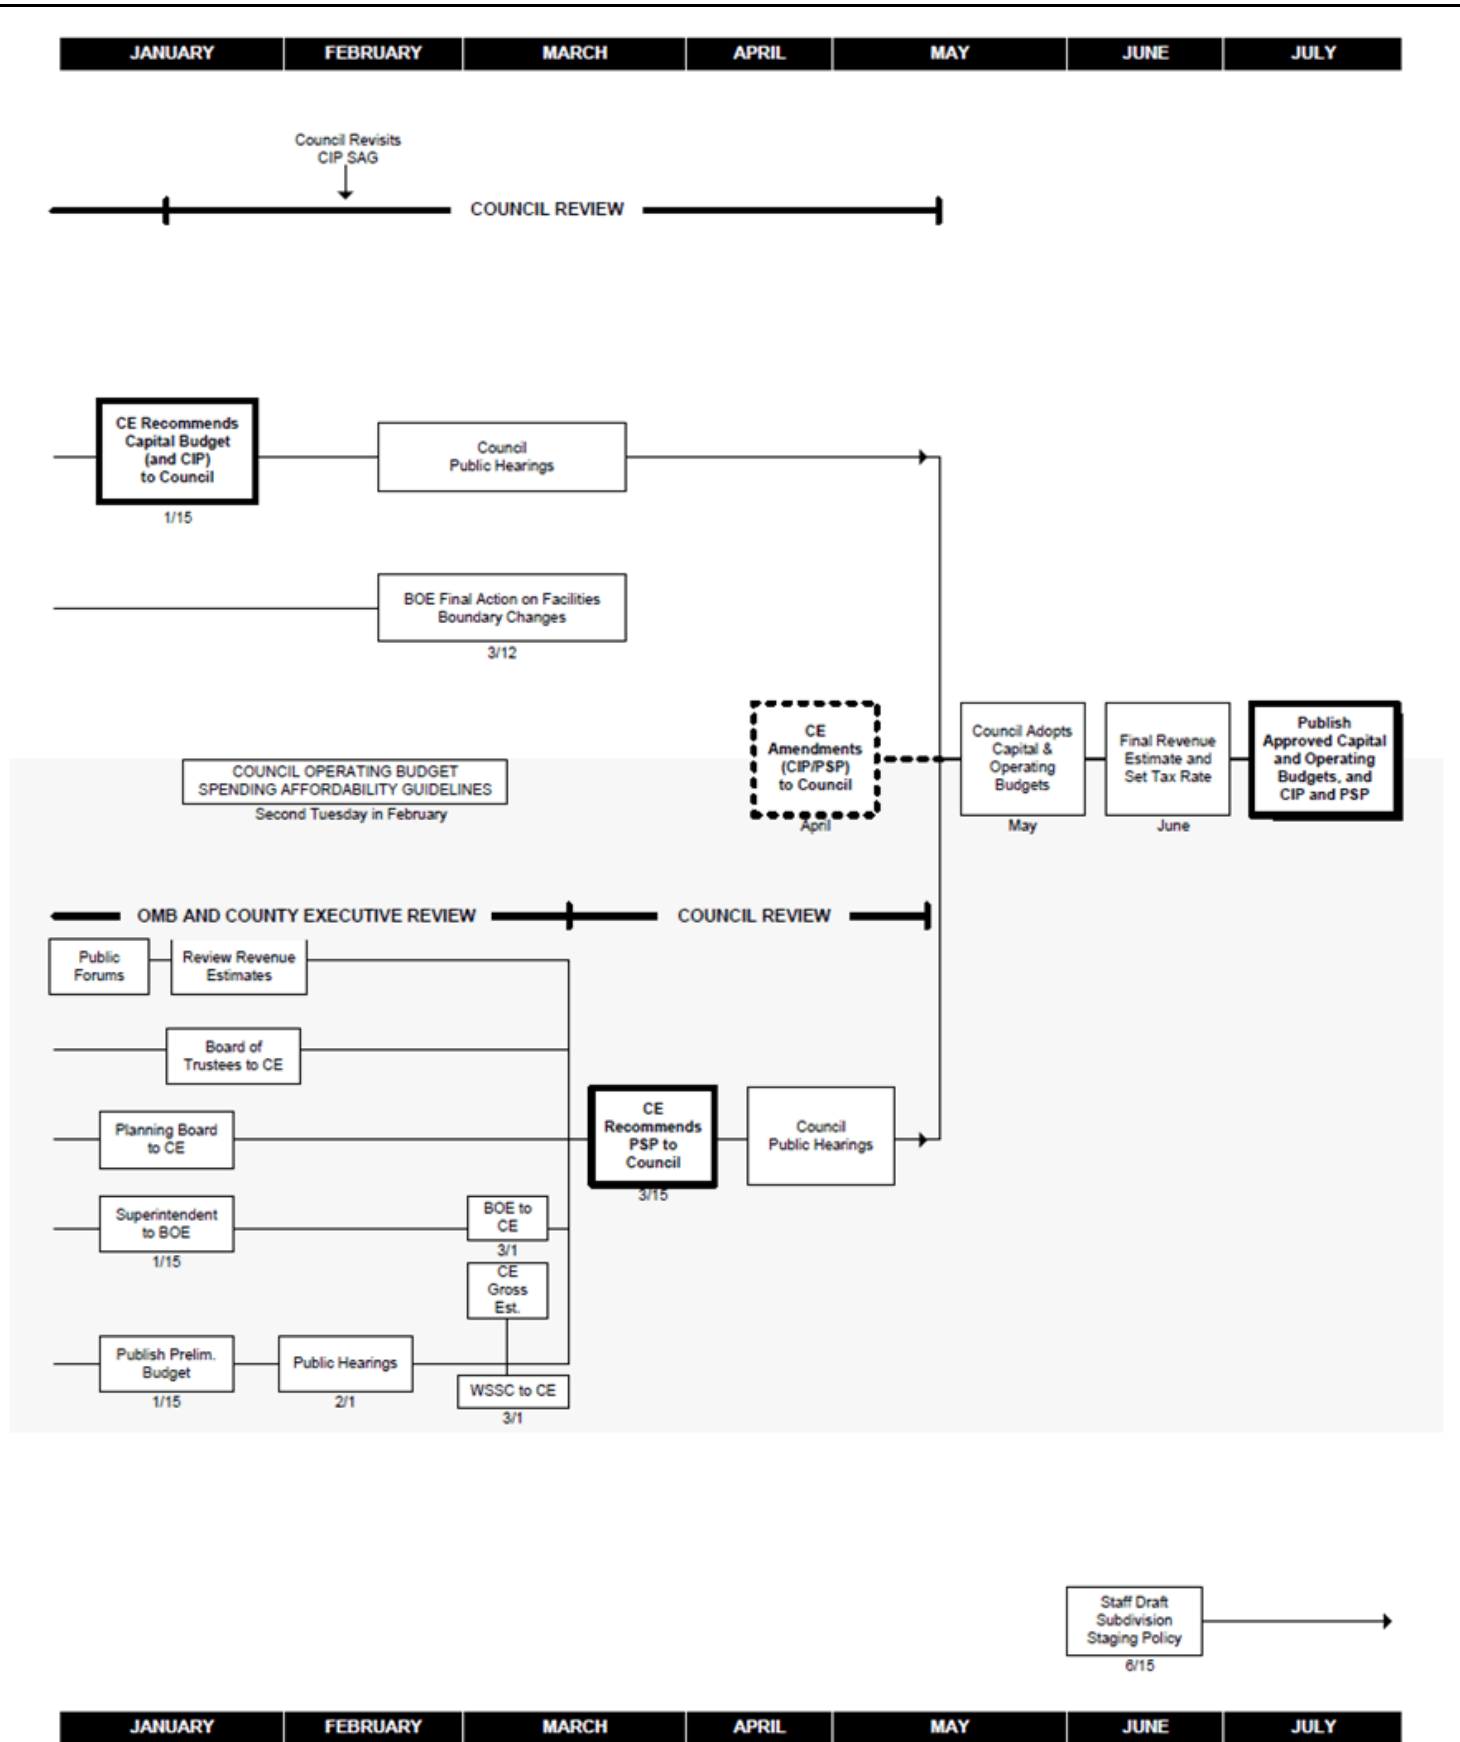 JANUARY FEBRUARY MARCH APRIL MAY JUNE JULY
Council Revisits
CIP SAG
COUNCIL REVIEW
CE Recommends
Capital Budget
(and CIP)
to Council
1/15
Council
Public Hearings
BOE Final Action on Facilities
Boundary Changes
3/12
CE
Amendments
(CIP/PSP)
to Council
April
Council Adopts
Capital &
Operating
Budgets
May
Final Revenue
Estimate and
Set Tax Rate
June
Publish
Approved Capital
and Operating
Budgets, and
CIP and PSP
COUNCIL OPERATING BUDGET
SPENDING AFFORDABILITY GUIDELINES
Second Tuesday in February
OMB AND COUNTY EXECUTIVE REVIEW
COUNCIL REVIEW
Public
Forums
Review Revenue
Estimates
Board of
Trustees to CE
Planning Board
to CE
CE
Recommends
PSP to
Council
3/15
Council
Public Hearings
Superintendent
to BOE
1/15
BOE to
CE
3/1
CE
Gross
Est.
Publish Prelim.
Budget
1/15
Public Hearings
2/1
WSSC to CE
3/1
Staff Draft
Subdivision
Staging Policy
6/15
JANUARY FEBRUARY MARCH APRIL MAY JUNE JULY